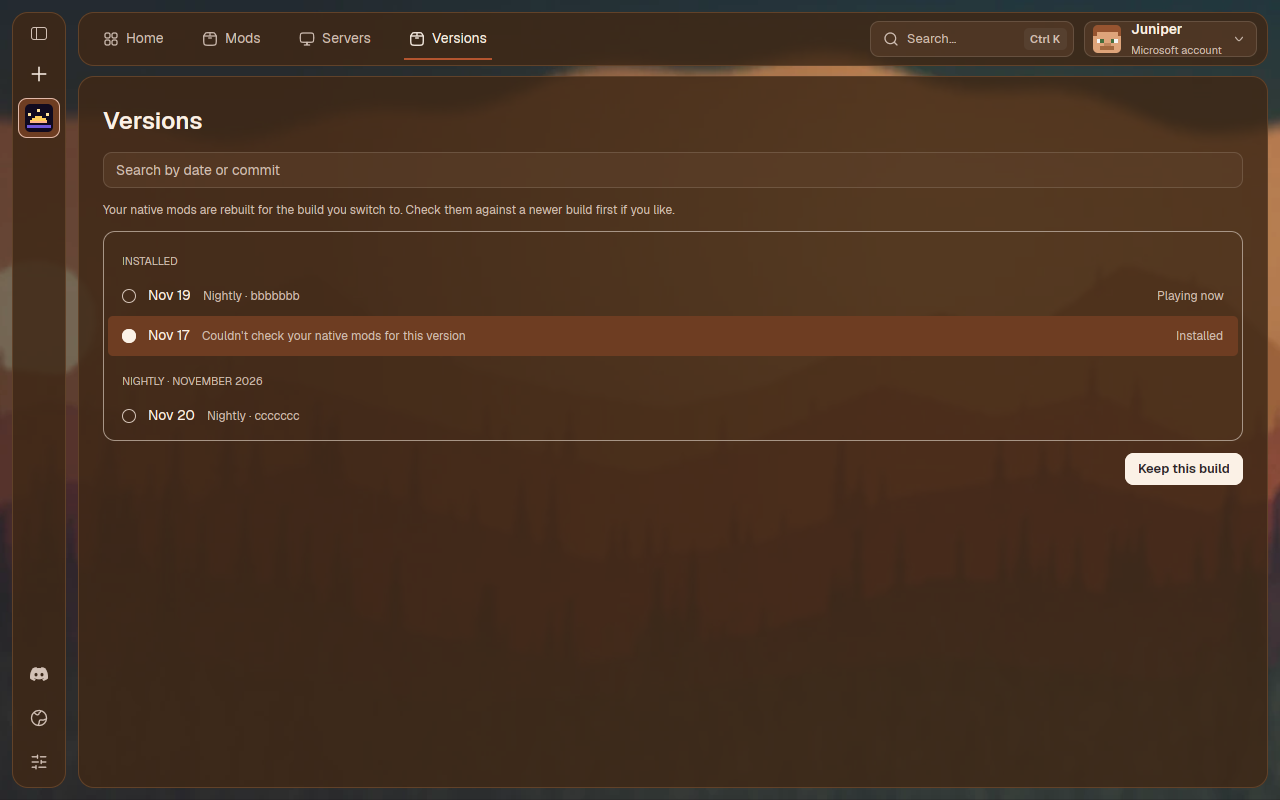 Home
Mods
Servers
Versions
Search...
Ctrl K
Juniper
Microsoft account
Versions
Search by date or commit
Your native mods are rebuilt for the build you switch to. Check them against a newer build first if you like.
INSTALLED
Nov 19 Nightly · bbbbbbb Playing now
Nov 17 Couldn't check your native mods for this version Installed
NIGHTLY · NOVEMBER 2026
Nov 20 Nightly · ccccccc
Keep this build